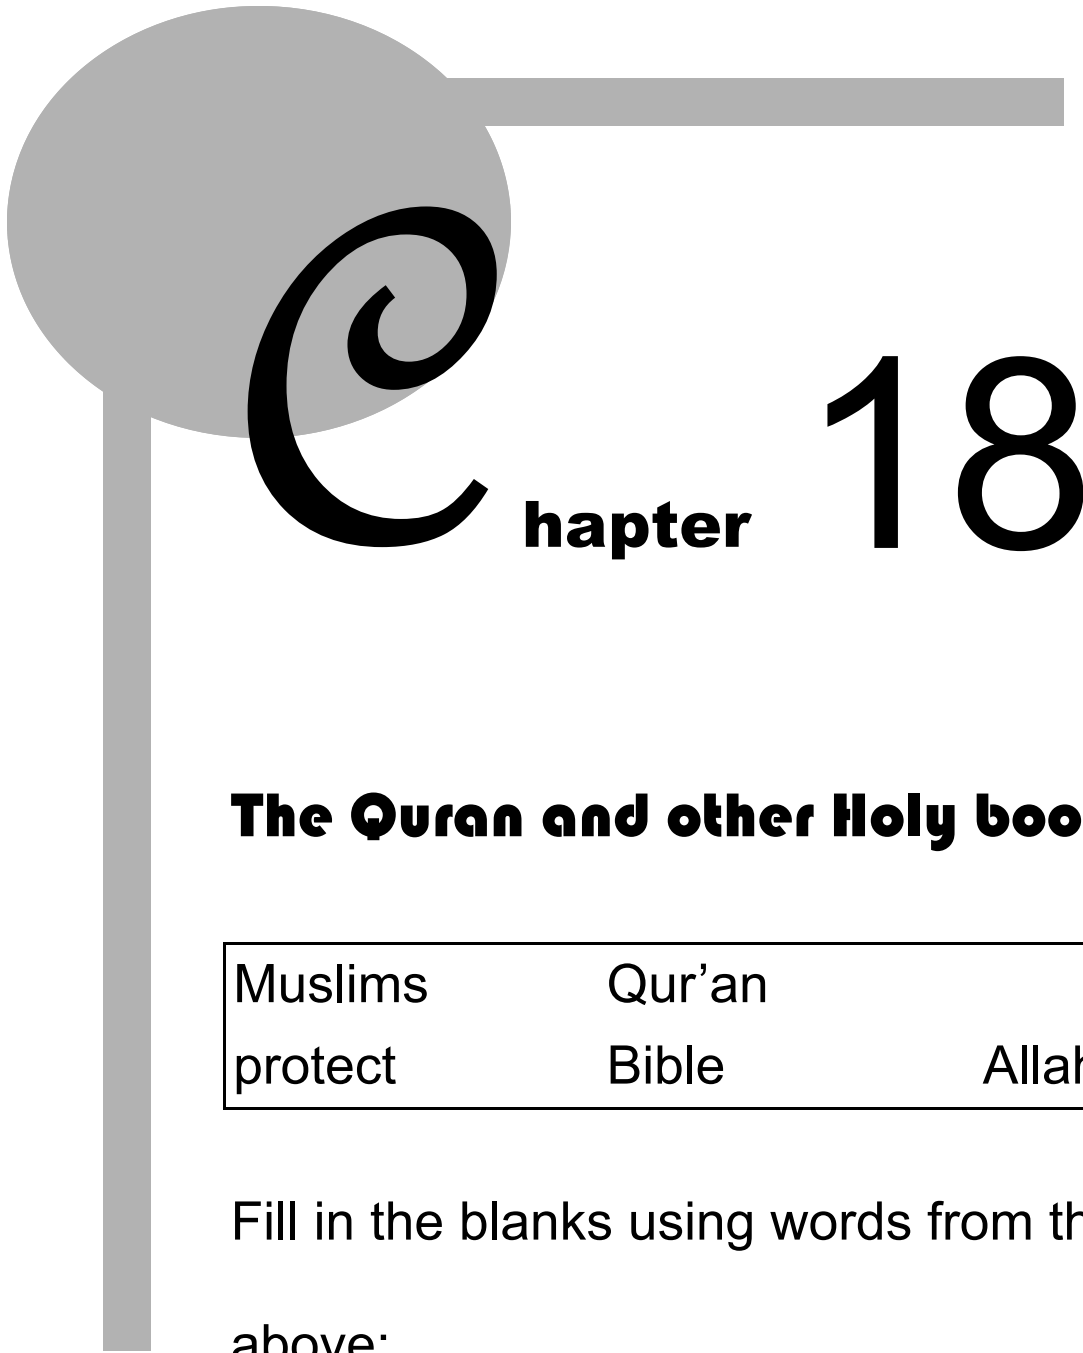 Chapter 18
The Quran and other Holy boo
Muslims Qur’an
protect Bible Allah
Fill in the blanks using words from th
above: